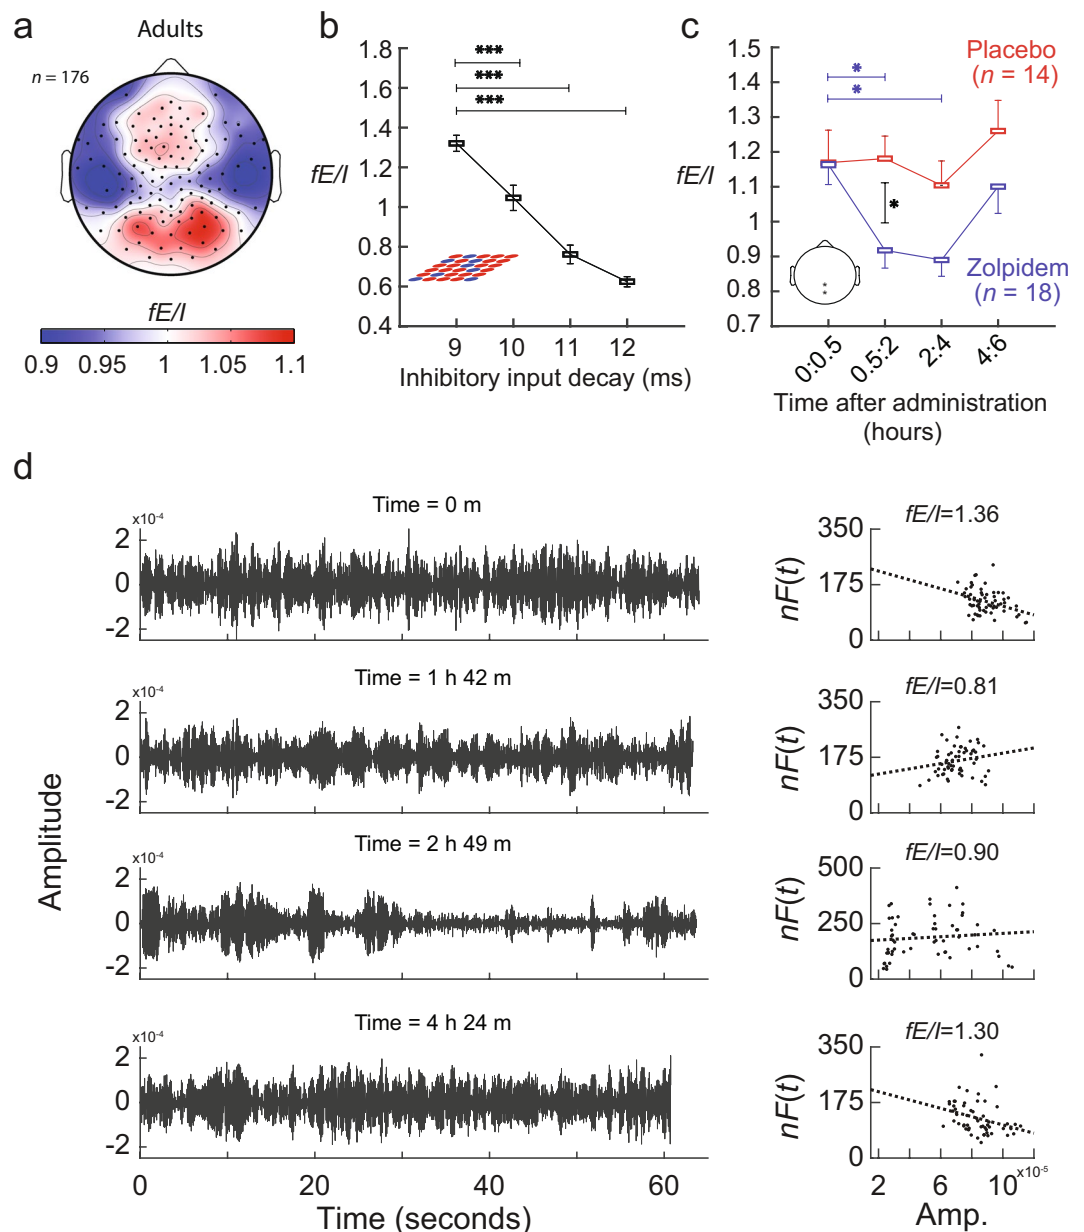 a
Adults
n = 176
fE/I
0.9 0.95 1 1.05 1.1
b
1.8
1.6
1.4
1.2
1
0.8
0.6
0.4
fE/I
***
***
***
9 10 11 12
Inhibitory input decay (ms)
c
1.5
1.4
1.3
1.2
1.1
1
0.9
0.8
0.7
fE/I
*
*
*
Placebo
(n = 14)
Zolpidem
(n = 18)
0:0.5 0.5:2 2:4 4:6
Time after administration
(hours)
d
Amplitude
Time = 0 m
x10-4
2
0
-2
fE/I=1.36
nF(t)
350
175
0
Time = 1 h 42 m
x10-4
2
0
-2
fE/I=0.81
nF(t)
350
175
0
Time = 2 h 49 m
x10-4
2
0
-2
fE/I=0.90
nF(t)
500
250
0
Time = 4 h 24 m
x10-4
2
0
-2
0 20 40 60
Time (seconds)
fE/I=1.30
nF(t)
350
175
0
2 6 10
x10-5
Amp.